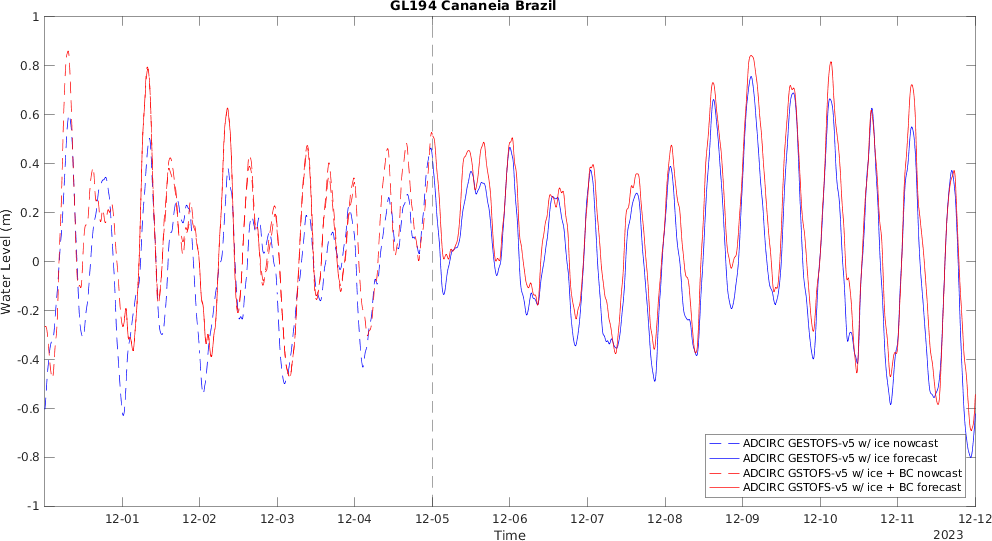 GL194 Cananeia Brazil
1
0.8
0.6
0.4
0.2
0
-0.2
-0.4
-0.6
-0.8
-1
Water Level (m)
ADCIRC GESTOFS-v5 w/ ice nowcast
ADCIRC GESTOFS-v5 w/ ice forecast
ADCIRC GSTOFS-v5 w/ ice + BC nowcast
ADCIRC GSTOFS-v5 w/ ice + BC forecast
12-01 12-02 12-03 12-04 12-05 12-06 12-07 12-08 12-09 12-10 12-11 12-12
Time
2023